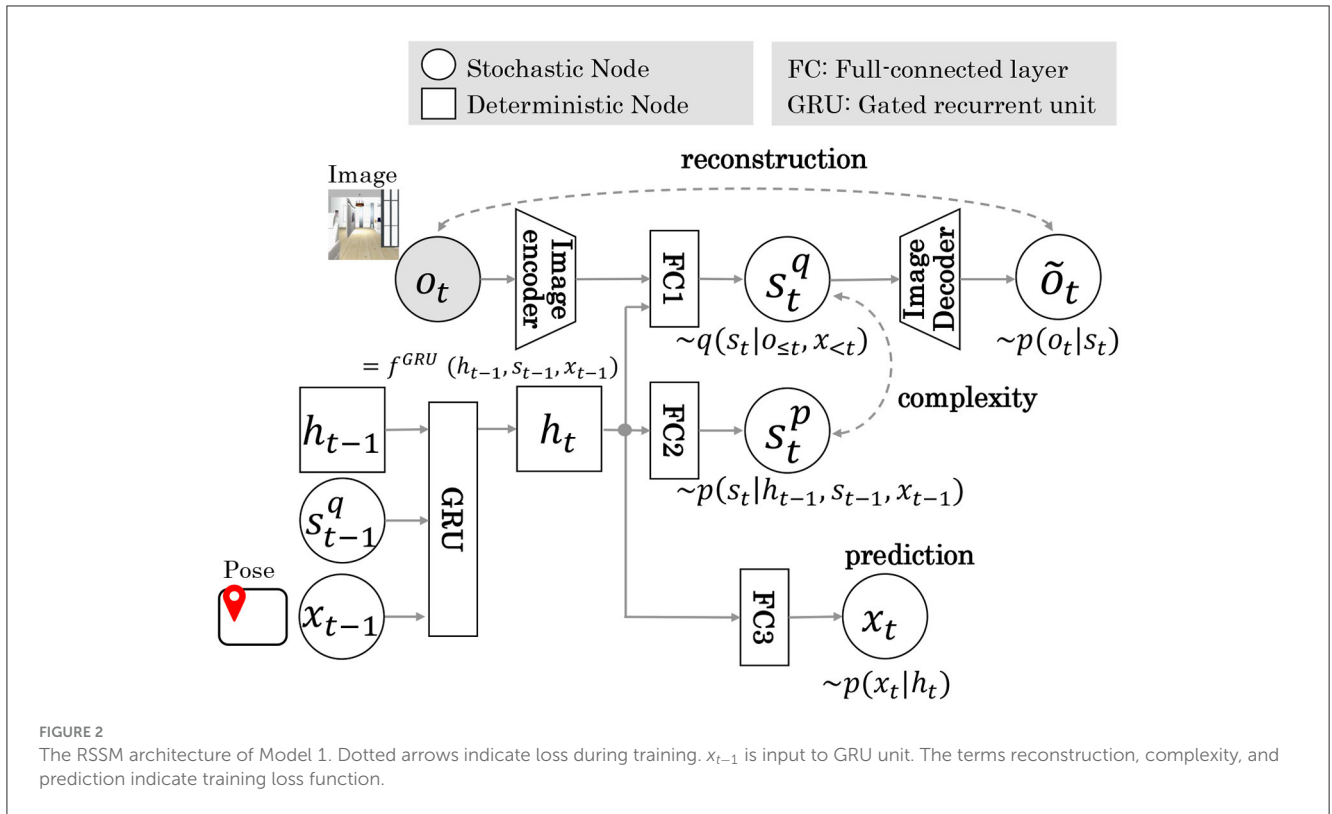 Stochastic Node
Deterministic Node
FC: Full-connected layer
GRU: Gated recurrent unit
reconstruction
Image
o_t
Image encoder
FC1
s_t^q
Image Decoder
õ_t
~q(s_t|o_{≤t}, x_{<t})
~p(o_t|s_t)
= f^{GRU} (h_{t−1}, s_{t−1}, x_{t−1})
complexity
h_{t−1}
GRU
h_t
FC2
s_t^p
~p(s_t|h_{t−1}, s_{t−1}, x_{t−1})
s_{t−1}^q
Pose
x_{t−1}
prediction
FC3
x_t
~p(x_t|h_t)
FIGURE 2
The RSSM architecture of Model 1. Dotted arrows indicate loss during training. x_{t−1} is input to GRU unit. The terms reconstruction, complexity, and
prediction indicate training loss function.